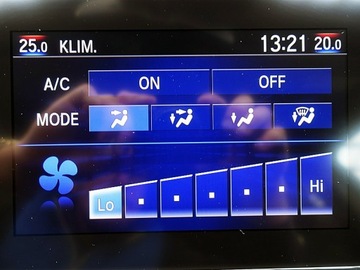 25.0 KLIM. 13:21 20.0
A/C ON OFF
MODE
Lo Hi